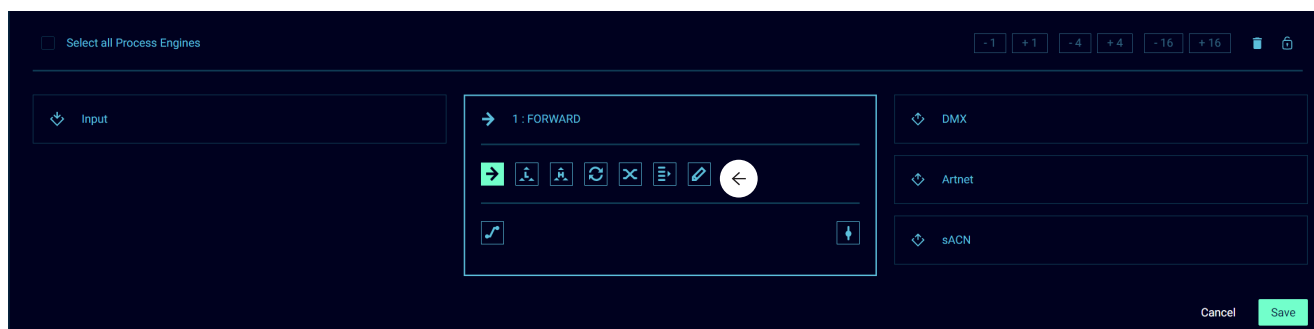 Select all Process Engines
- 1 + 1 - 4 + 4 - 16 + 16
Input
1 : FORWARD
L
H
DMX
Artnet
sACN
Cancel Save